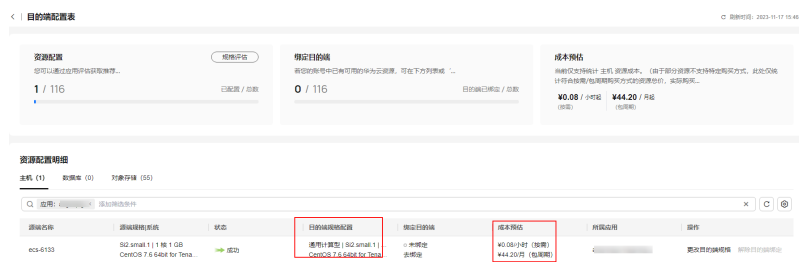 < | 目的端配置表
刷新时间: 2023-11-17 15:46
资源配置
规格评估
您可以通过应用评估获取推荐...
1 / 116
已配置 / 总数
绑定目的端
若您的账号中已有可用的华为云资源，可在下方列表或‘...
0 / 116
目的端已绑定 / 总数
成本预估
当前仅支持统计 主机 资源成本。（由于部分资源不支持特定购买方式，此处仅统
计符合按需/包周期购买方式的资源总价，实际购买...
¥0.08 / 小时起
¥44.20 / 月起
(按需)
(包周期)
资源配置明细
主机 (1)
数据库 (0)
对象存储 (55)
应用:
添加筛选条件
源端名称
源端规格|系统
状态
目的端规格配置
绑定目的端
成本预估
所属应用
操作
ecs-6133
Si2 small.1 | 1 核 1 GB
CentOS 7.6 64bit for Tena...
成功
通用计算型 | Si2 small.1 | ...
CentOS 7.6 64bit for Tena...
未绑定
去绑定
¥0.08/小时（按需）
¥44.20/月（包周期）
更改目的端规格
解除目的端绑定